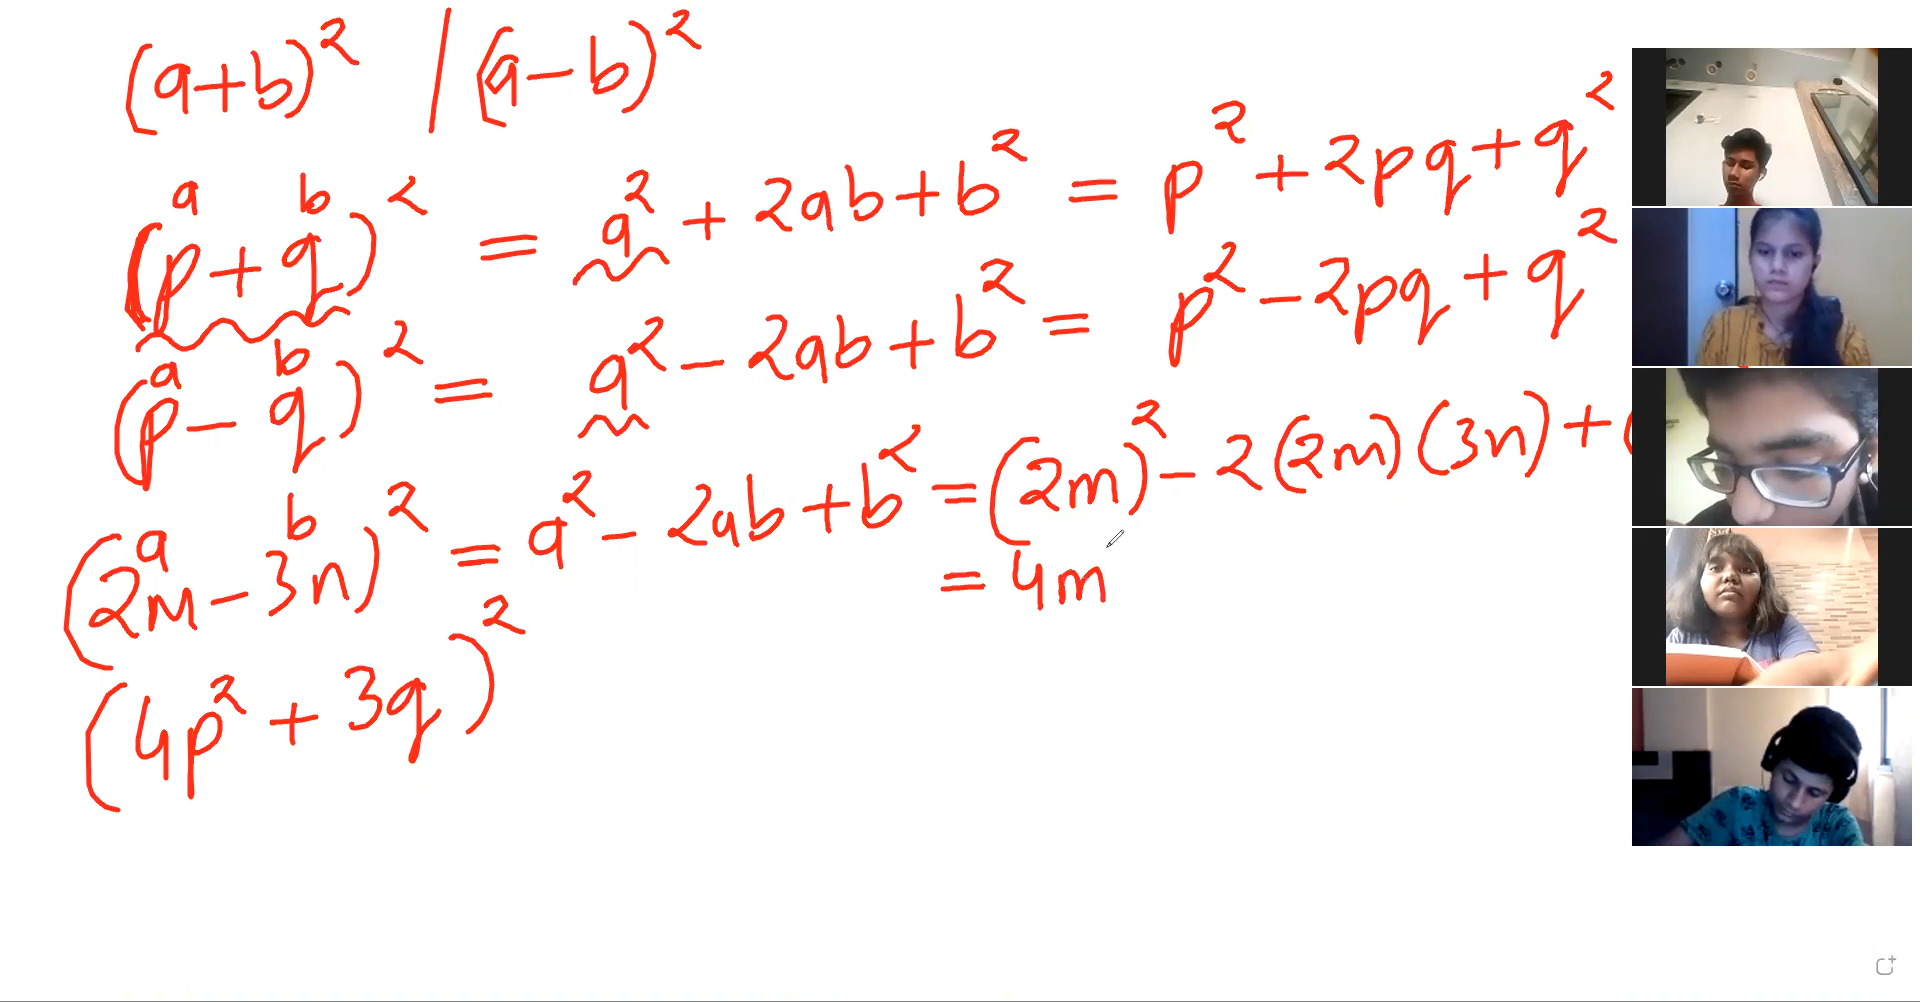 (a+b)² / (a-b)²
a b
(p+q)² = a² + 2ab + b² = p² + 2pq + q²
a b
(p-q)² = a² - 2ab + b² = p² - 2pq + q²
a b
(2m-3n)² = a² - 2ab + b² = (2m)² - 2(2m)(3n) + (
= 4m
(4p² + 3q)²